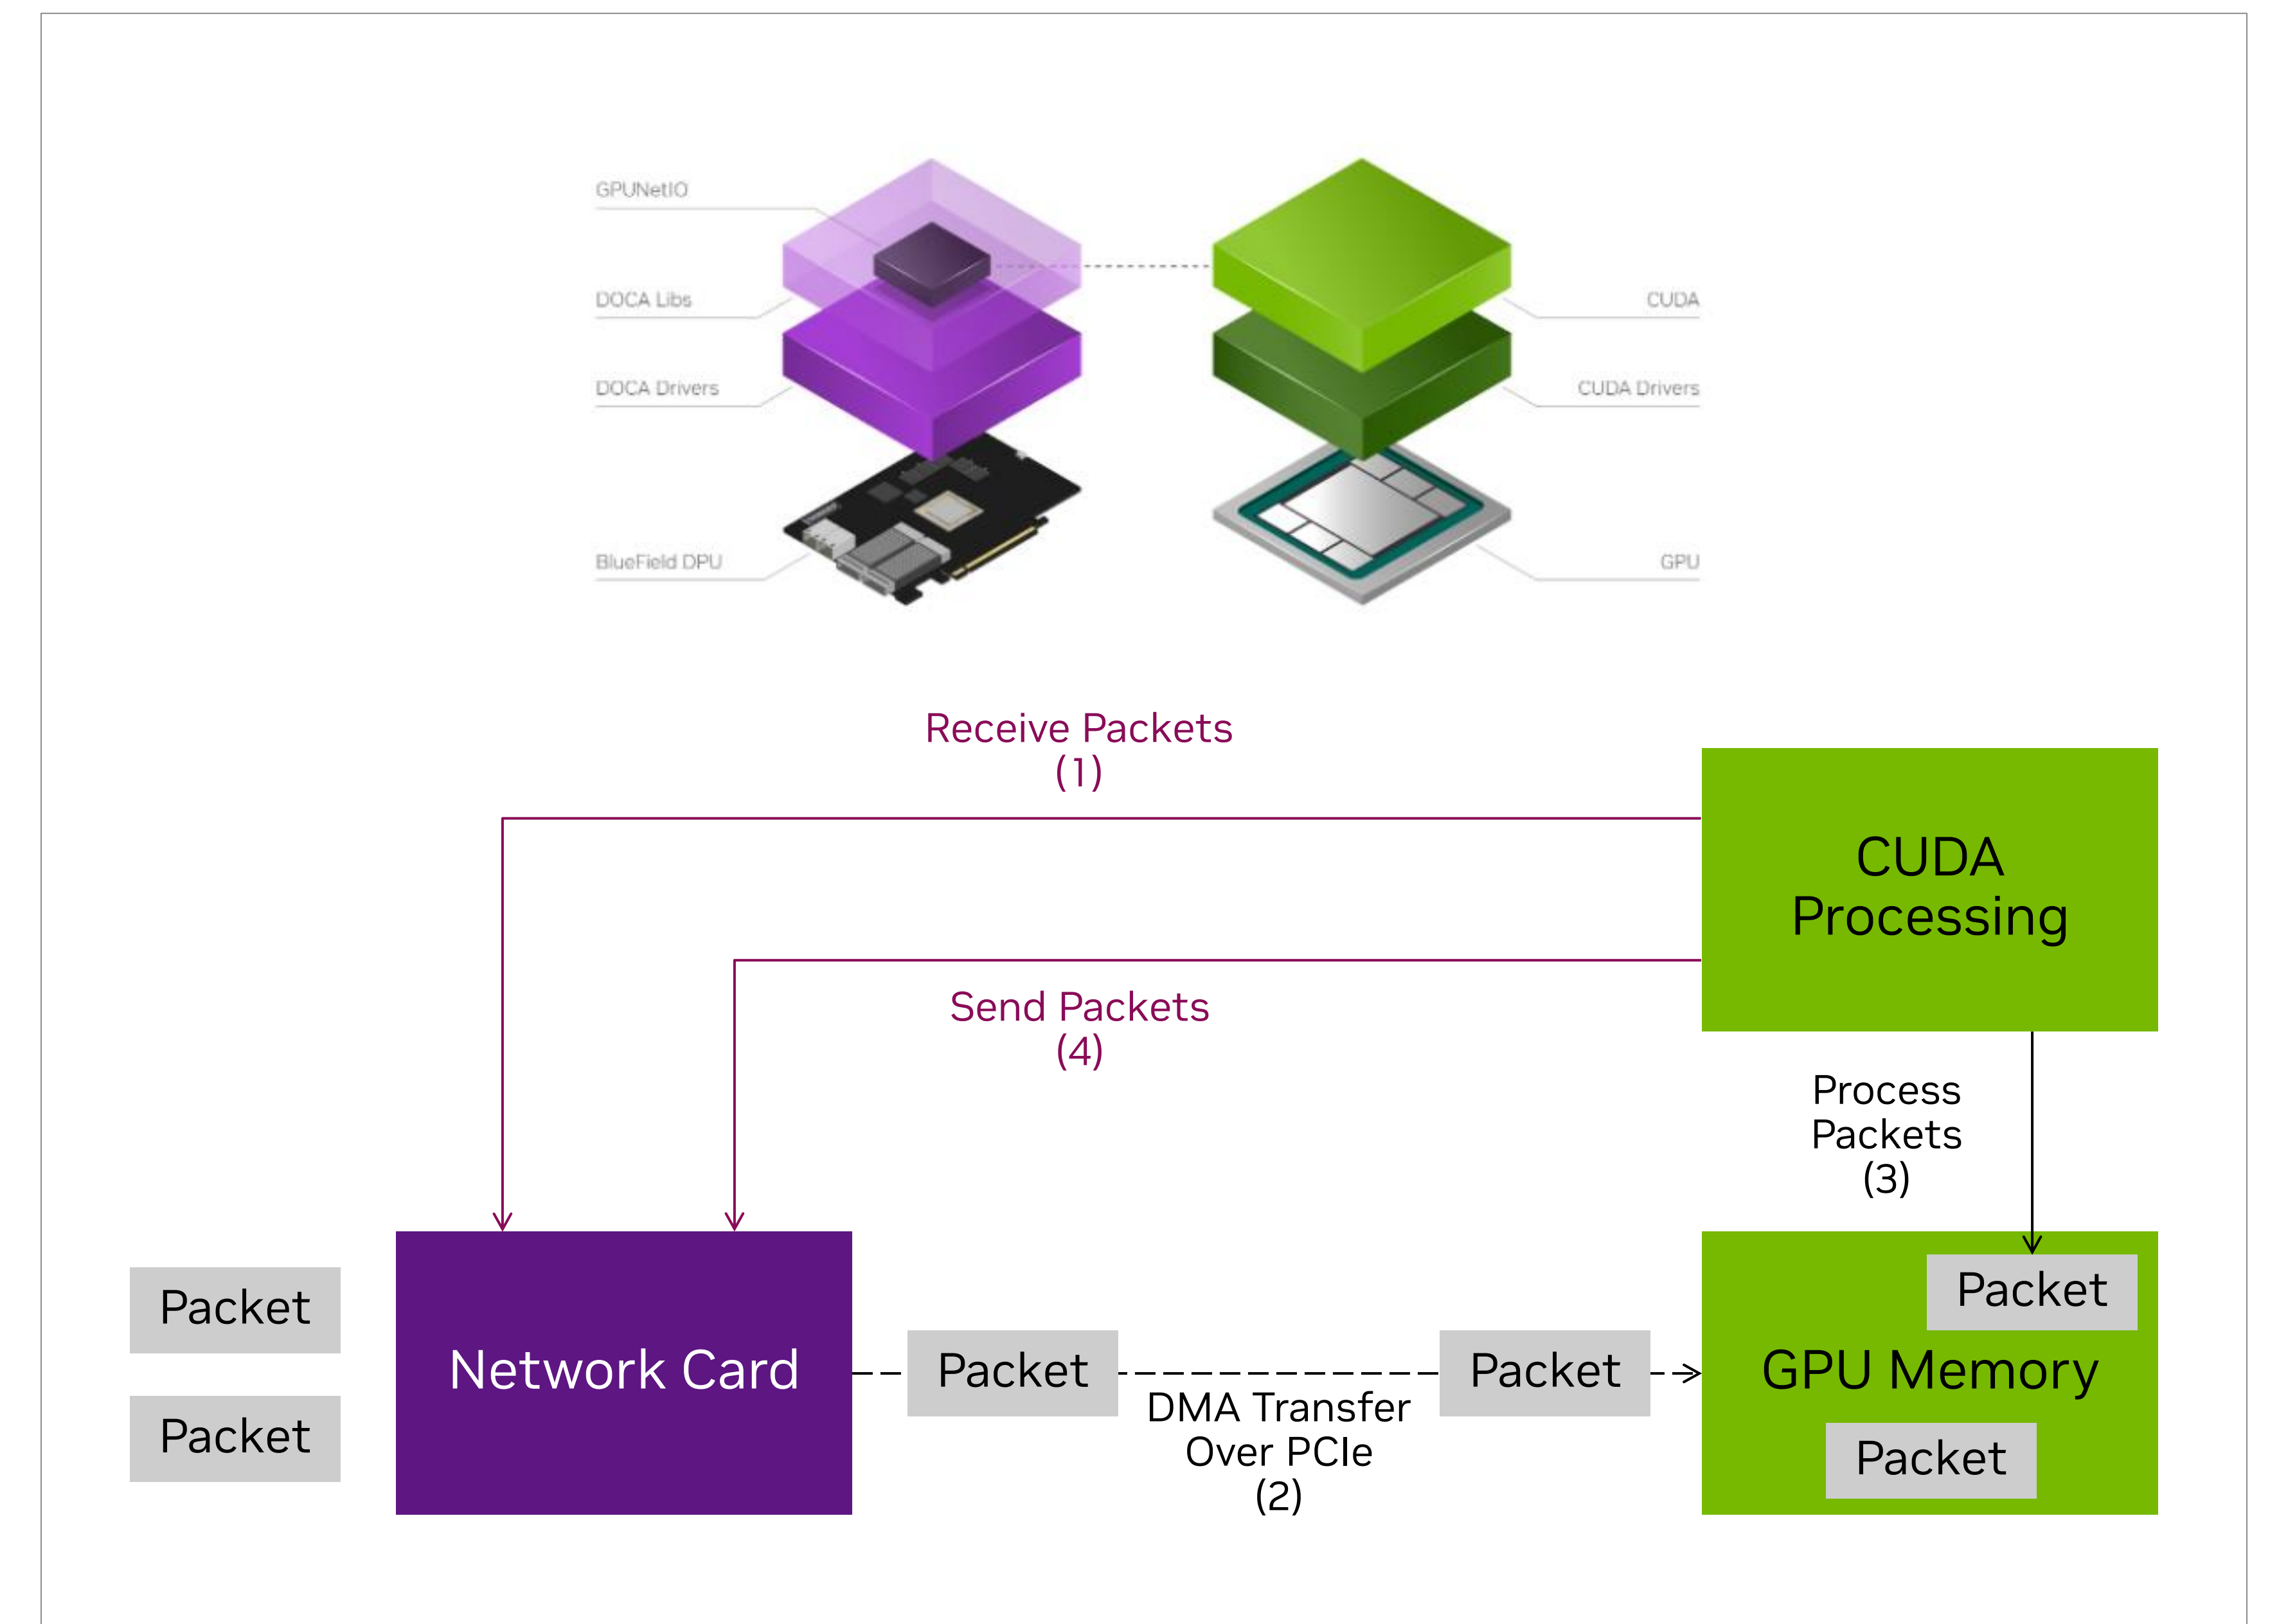 GPUNetIO
DOCA Libs
DOCA Drivers
BlueField DPU
CUDA
CUDA Drivers
GPU
Receive Packets
(1)
CUDA
Processing
Send Packets
(4)
Process
Packets
(3)
Packet
Packet
Network Card
Packet
DMA Transfer
Over PCIe
(2)
Packet
Packet
GPU Memory
Packet